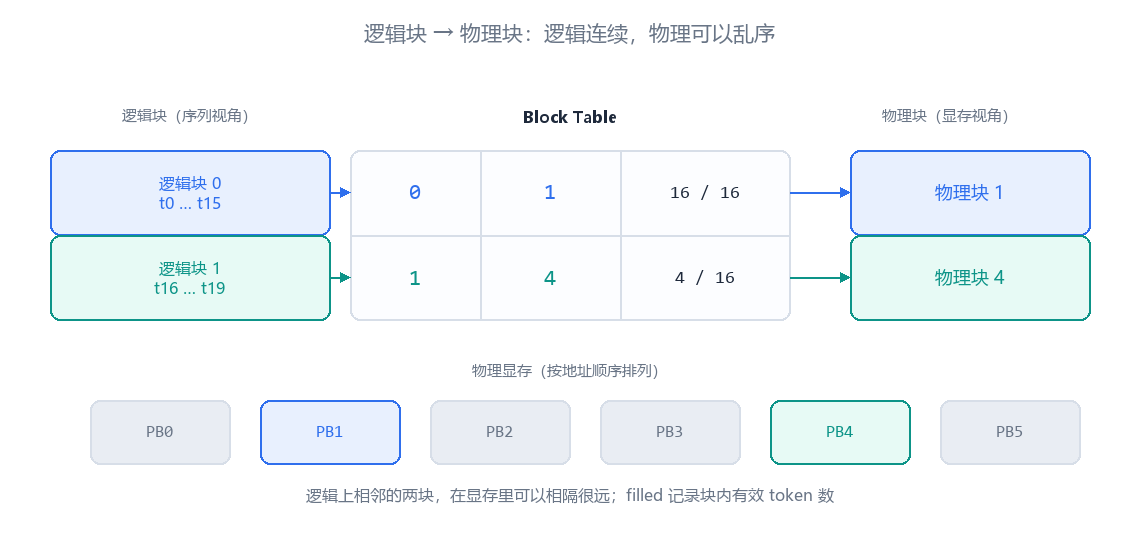 逻辑块 → 物理块：逻辑连续，物理可以乱序
逻辑块（序列视角）
Block Table
物理块（显存视角）
逻辑块 0
t0 … t15
0
1
16 / 16
物理块 1
逻辑块 1
t16 … t19
1
4
4 / 16
物理块 4
物理显存（按地址顺序排列）
PB0
PB1
PB2
PB3
PB4
PB5
逻辑上相邻的两块，在显存里可以相隔很远；filled 记录块内有效 token 数